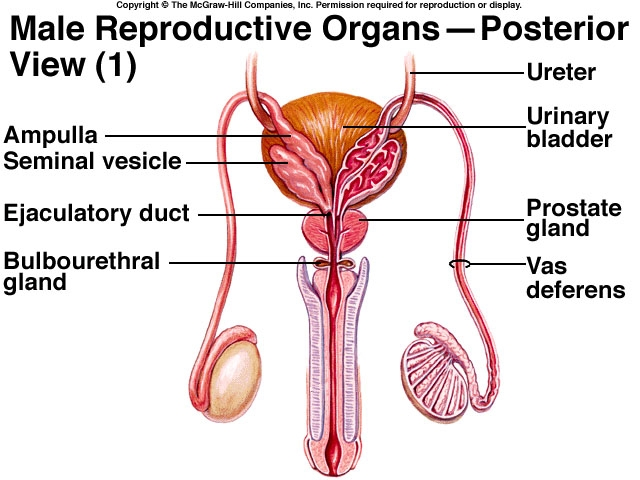 Copyright © The McGraw-Hill Companies, Inc. Permission required for reproduction or display.
Male Reproductive Organs—Posterior
View (1)
Ureter
Urinary
bladder
Ampulla
Seminal vesicle
Ejaculatory duct
Prostate
gland
Bulbourethral
gland
Vas
deferens